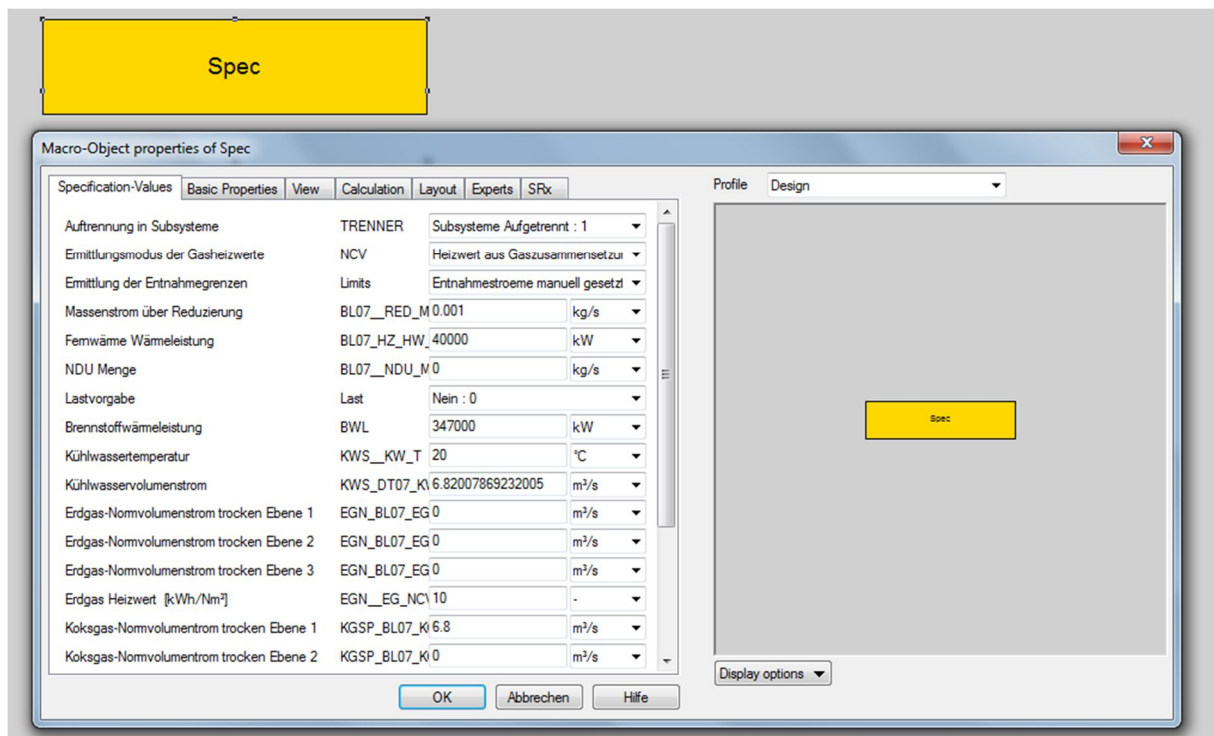 Spec
Macro-Object properties of Spec
Specification-Values Basic Properties View Calculation Layout Experts SRx
Profile Design
Auftrennung in Subsysteme TRENNER Subsysteme Aufgetrennt : 1
Ermittlungsmodus der Gasheizwerte NCV Heizwert aus Gaszusammensetzu
Ermittlung der Entnahmegrenzen Limits Entnahmestroeme manuell gesetzt
Massenstrom über Reduzierung BL07__RED_M 0.001 kg/s
Fernwärme Wärmeleistung BL07_HZ_HW_ 40000 kW
NDU Menge BL07__NDU_M 0 kg/s
Lastvorgabe Last Nein : 0
Brennstoffwärmeleistung BWL 347000 kW
Kühlwassertemperatur KWS__KW_T 20 °C
Kühlwasservolumenstrom KWS_DT07_K 6.82007869232005 m³/s
Erdgas-Normvolumenstrom trocken Ebene 1 EGN_BL07_EG 0 m³/s
Erdgas-Normvolumenstrom trocken Ebene 2 EGN_BL07_EG 0 m³/s
Erdgas-Normvolumenstrom trocken Ebene 3 EGN_BL07_EG 0 m³/s
Erdgas Heizwert [kWh/Nm³] EGN__EG_NCV 10 -
Koksgas-Normvolumentrom trocken Ebene 1 KGSP_BL07_K 6.8 m³/s
Koksgas-Normvolumentrom trocken Ebene 2 KGSP_BL07_K 0 m³/s
Spec
Display options
OK Abbrechen Hilfe